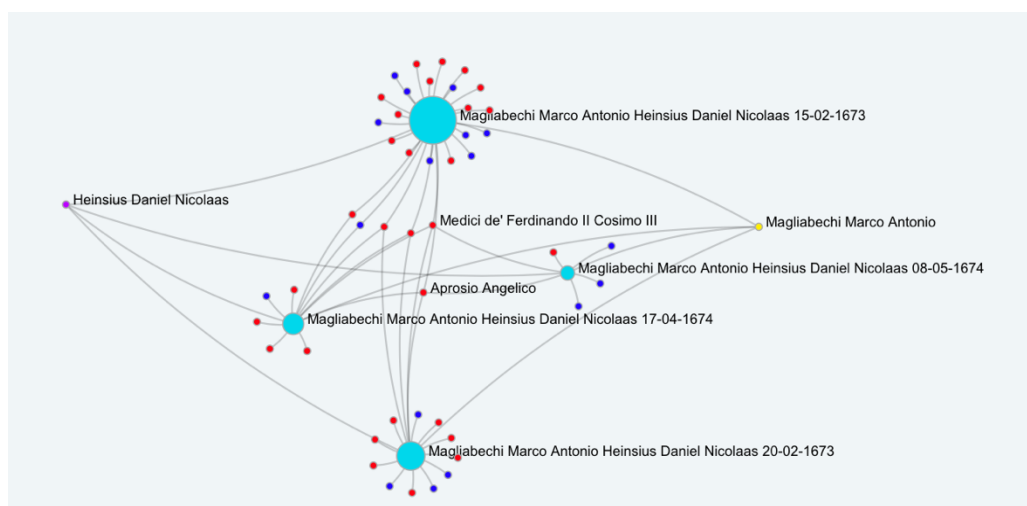 Magliabechi Marco Antonio Heinsius Daniel Nicolaas 15-02-1673
Heinsius Daniel Nicolaas
Medici de' Ferdinando II Cosimo III
Magliabechi Marco Antonio
Magliabechi Marco Antonio Heinsius Daniel Nicolaas 08-05-1674
Aprosio Angelico
Magliabechi Marco Antonio Heinsius Daniel Nicolaas 17-04-1674
Magliabechi Marco Antonio Heinsius Daniel Nicolaas 20-02-1673